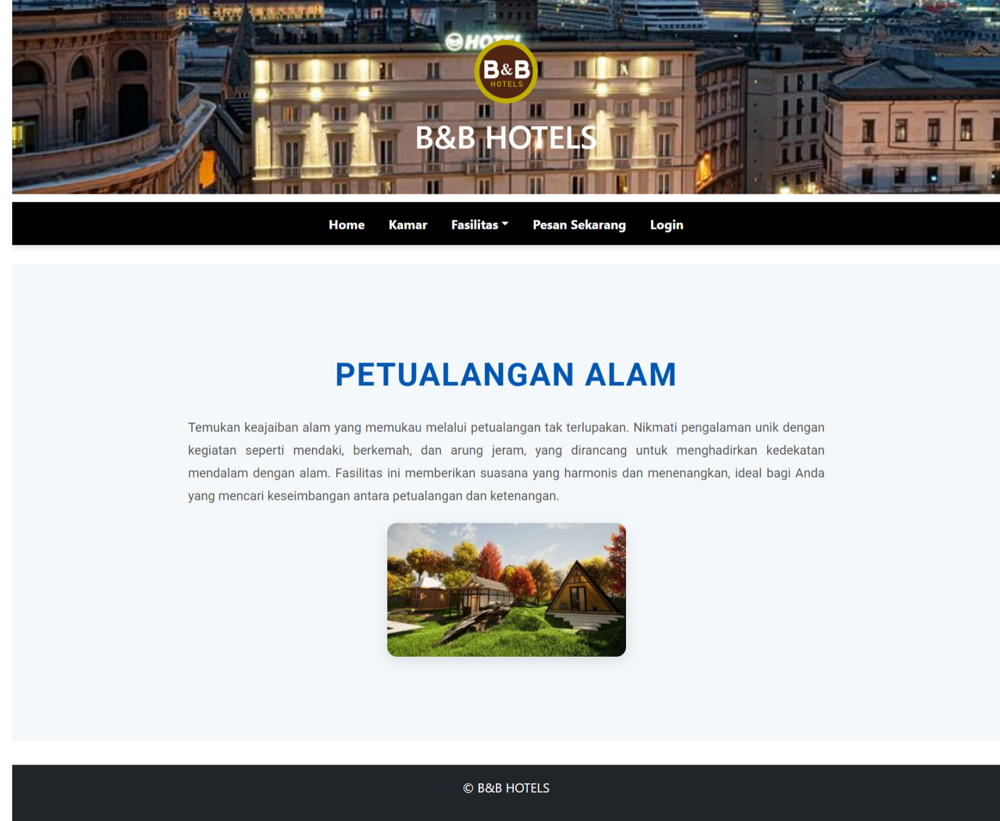 HOTEL
B&B
HOTELS
B&B HOTELS
Home Kamar Fasilitas Pesan Sekarang Login
PETUALANGAN ALAM
Temukan keajaiban alam yang memukau melalui petualangan tak terlupakan. Nikmati pengalaman unik dengan
kegiatan seperti mendaki, berkemah, dan arung jeram, yang dirancang untuk menghadirkan kedekatan
mendalam dengan alam. Fasilitas ini memberikan suasana yang harmonis dan menenangkan, ideal bagi Anda
yang mencari keseimbangan antara petualangan dan ketenangan.
© B&B HOTELS